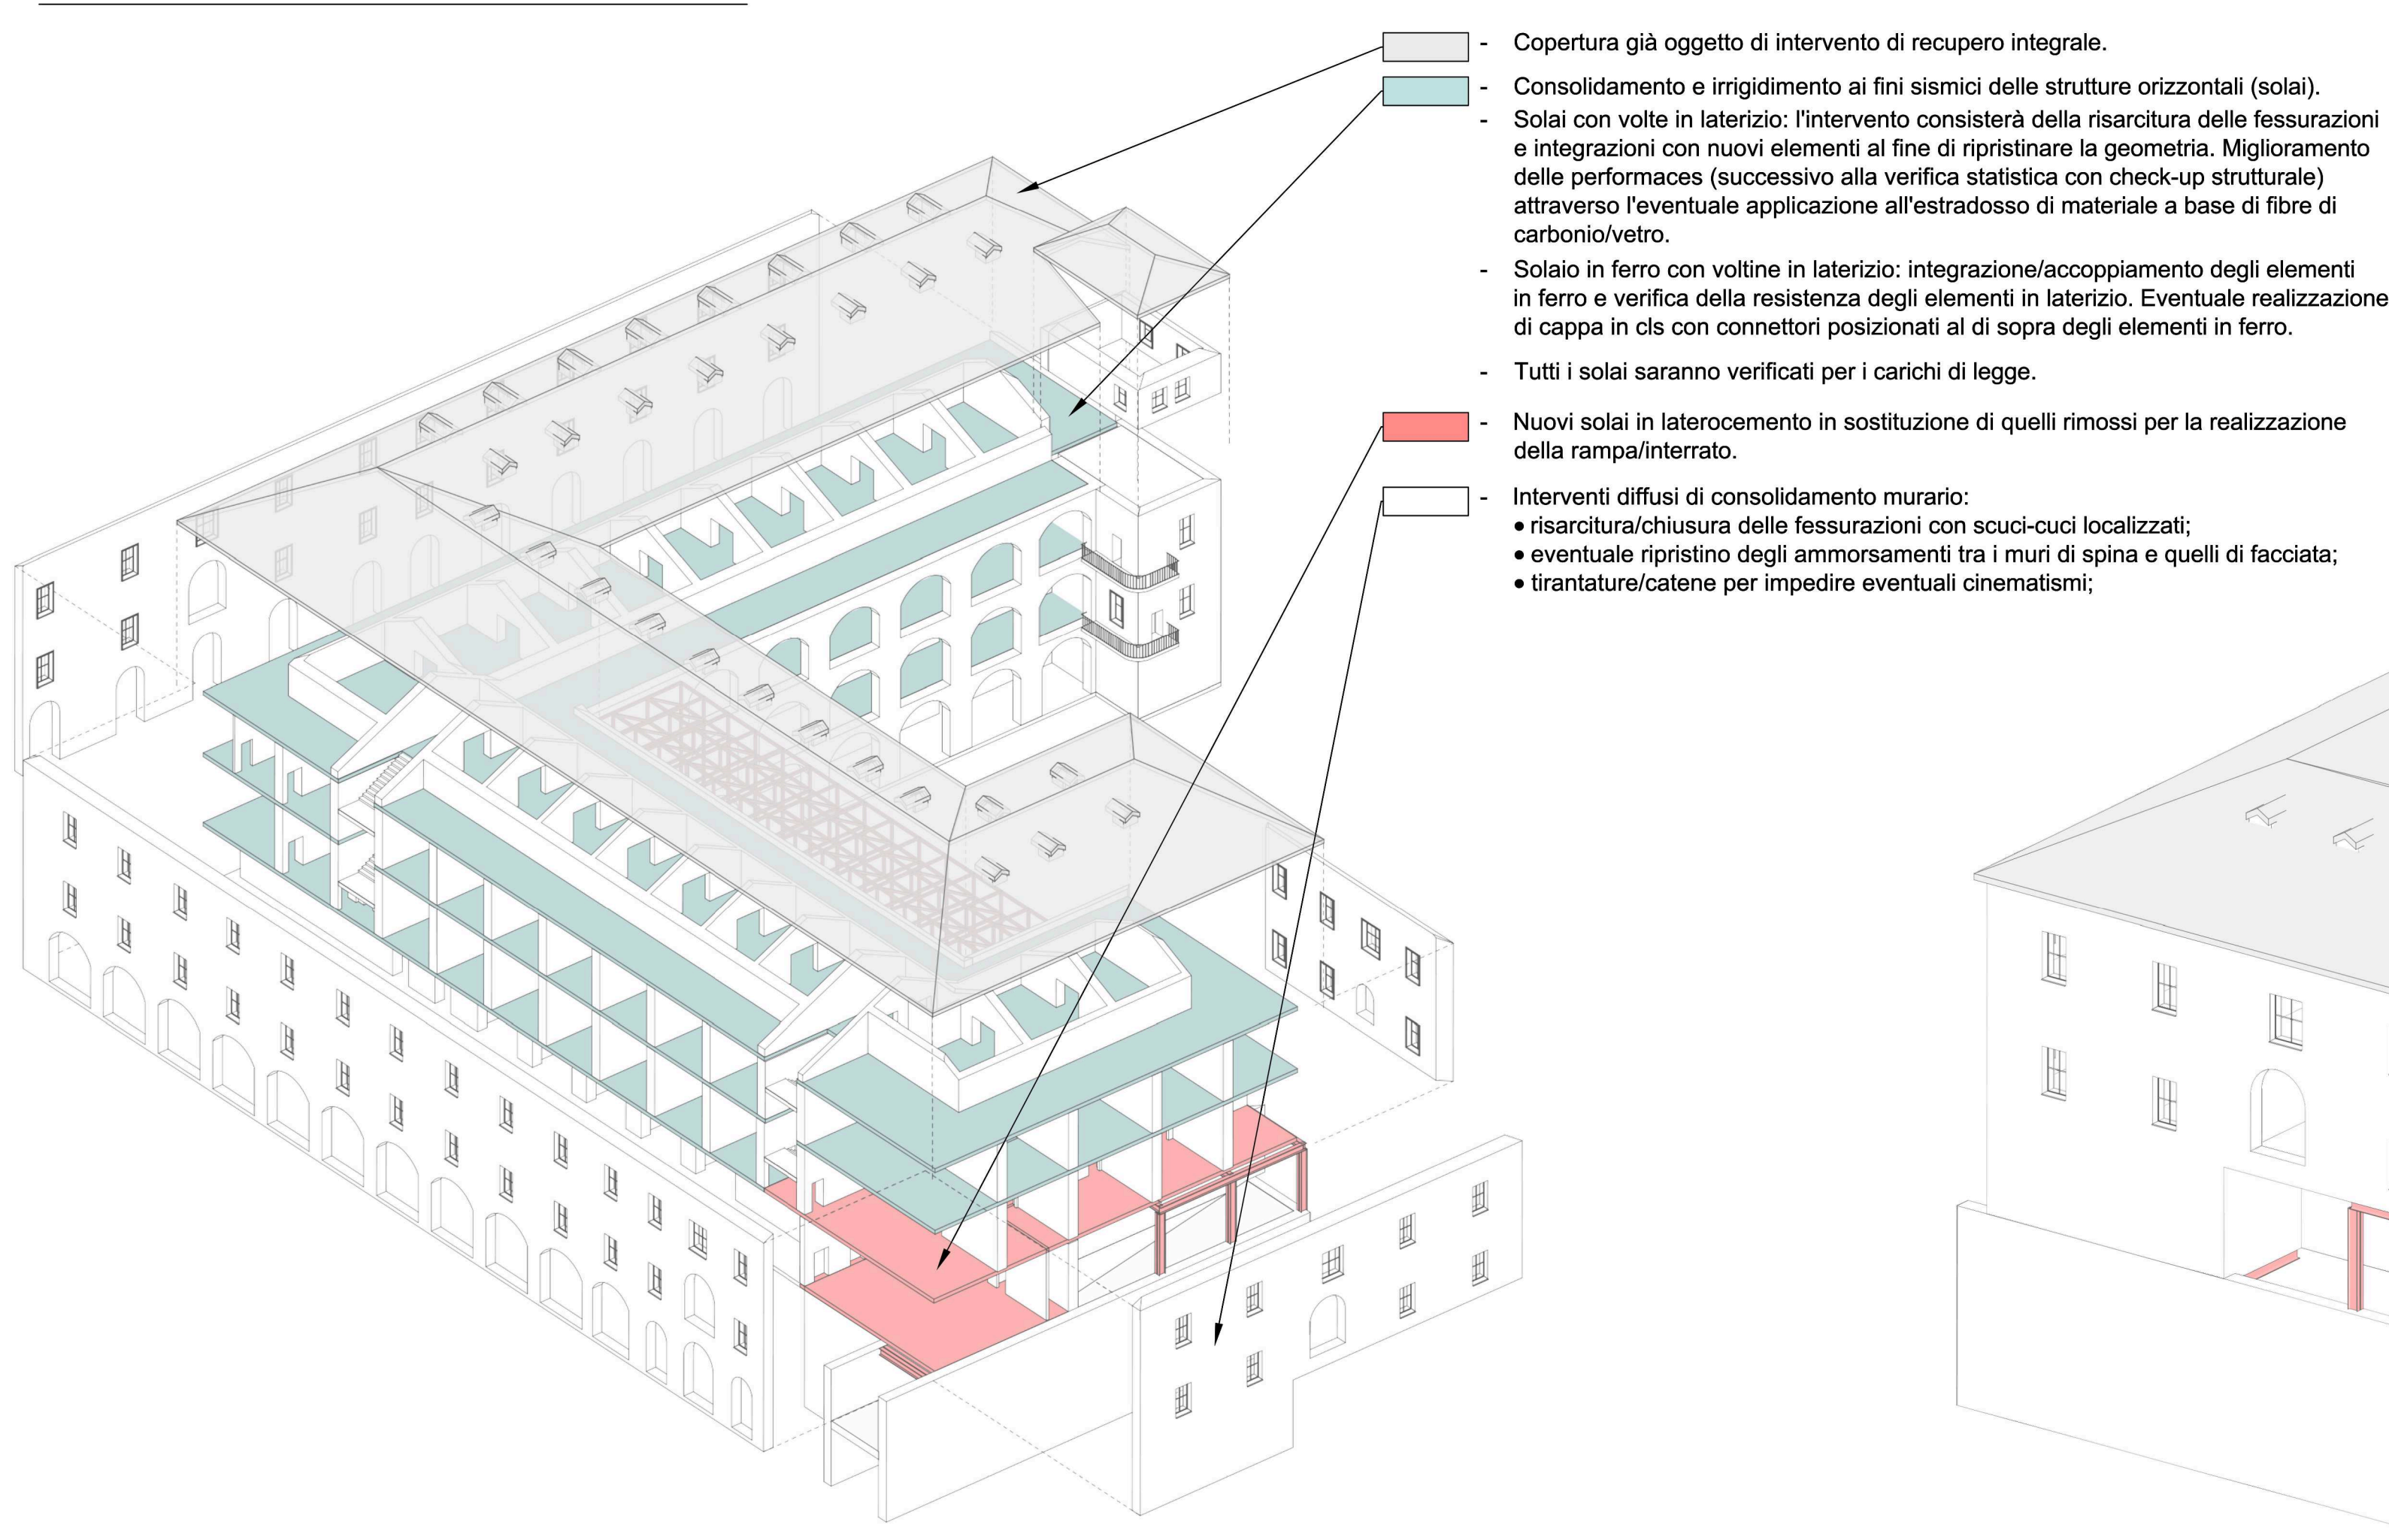 - Copertura già oggetto di intervento di recupero integrale.
- Consolidamento e irrigidimento ai fini sismici delle strutture orizzontali (solai).
- Solai con volte in laterizio: l'intervento consisterà della risarcitura delle fessurazioni
e integrazioni con nuovi elementi al fine di ripristinare la geometria. Miglioramento
delle performaces (successivo alla verifica statistica con check-up strutturale)
attraverso l'eventuale applicazione all'estradosso di materiale a base di fibre di
carbonio/vetro.
- Solaio in ferro con voltine in laterizio: integrazione/accoppiamento degli elementi
in ferro e verifica della resistenza degli elementi in laterizio. Eventuale realizzazione
di cappa in cls con connettori posizionati al di sopra degli elementi in ferro.
- Tutti i solai saranno verificati per i carichi di legge.
- Nuovi solai in laterocemento in sostituzione di quelli rimossi per la realizzazione
della rampa/interrato.
- Interventi diffusi di consolidamento murario:
• risarcitura/chiusura delle fessurazioni con scuci-cuci localizzati;
• eventuale ripristino degli ammorsamenti tra i muri di spina e quelli di facciata;
• tirantature/catene per impedire eventuali cinematismi;